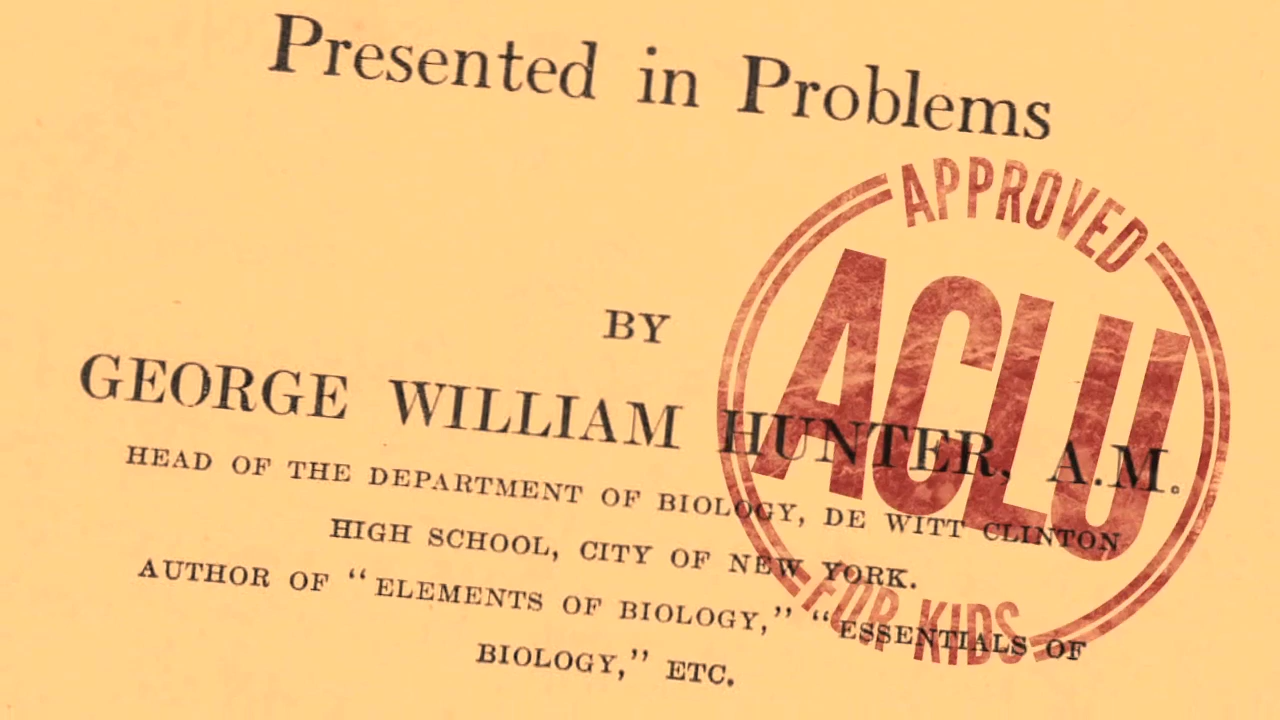 Presented in Problems
BY
GEORGE WILLIAM HUNTER, A.M.
HEAD OF THE DEPARTMENT OF BIOLOGY, DE WITT CLINTON
HIGH SCHOOL, CITY OF NEW YORK.
AUTHOR OF “ELEMENTS OF BIOLOGY,” “ESSENTIALS OF
BIOLOGY,” ETC.
APPROVED
ACLU
FOR KIDS